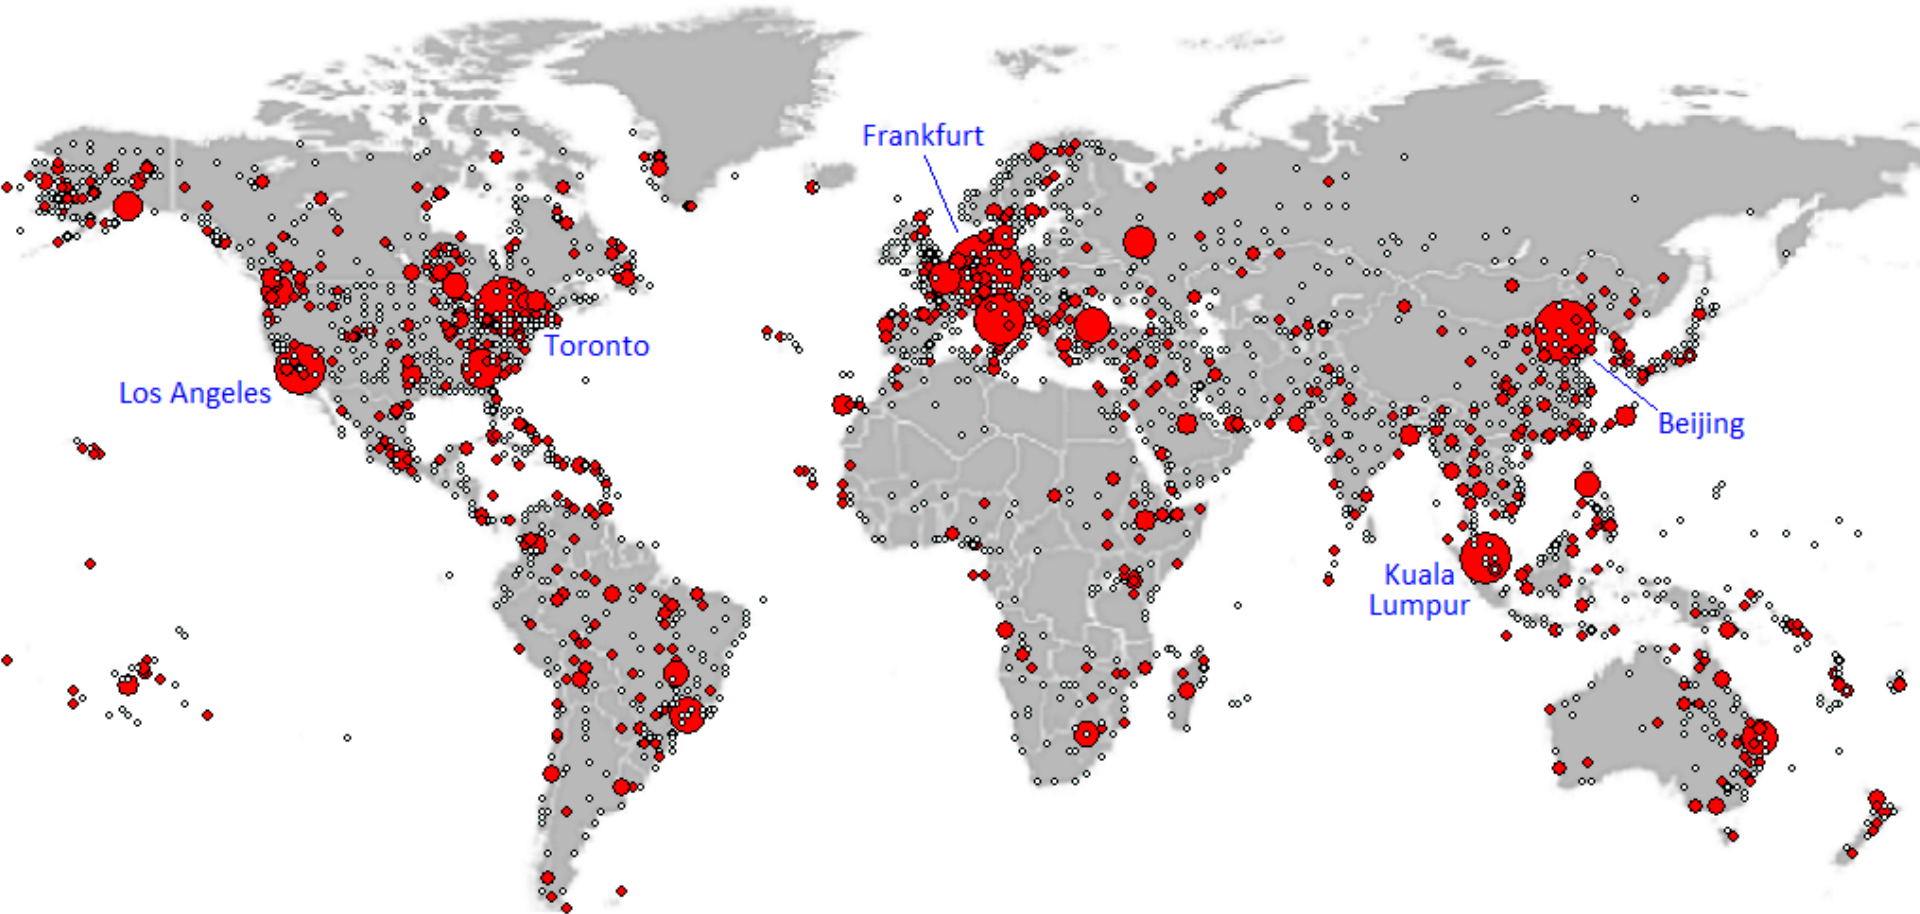 Frankfurt
Toronto
Los Angeles
Beijing
Kuala
Lumpur